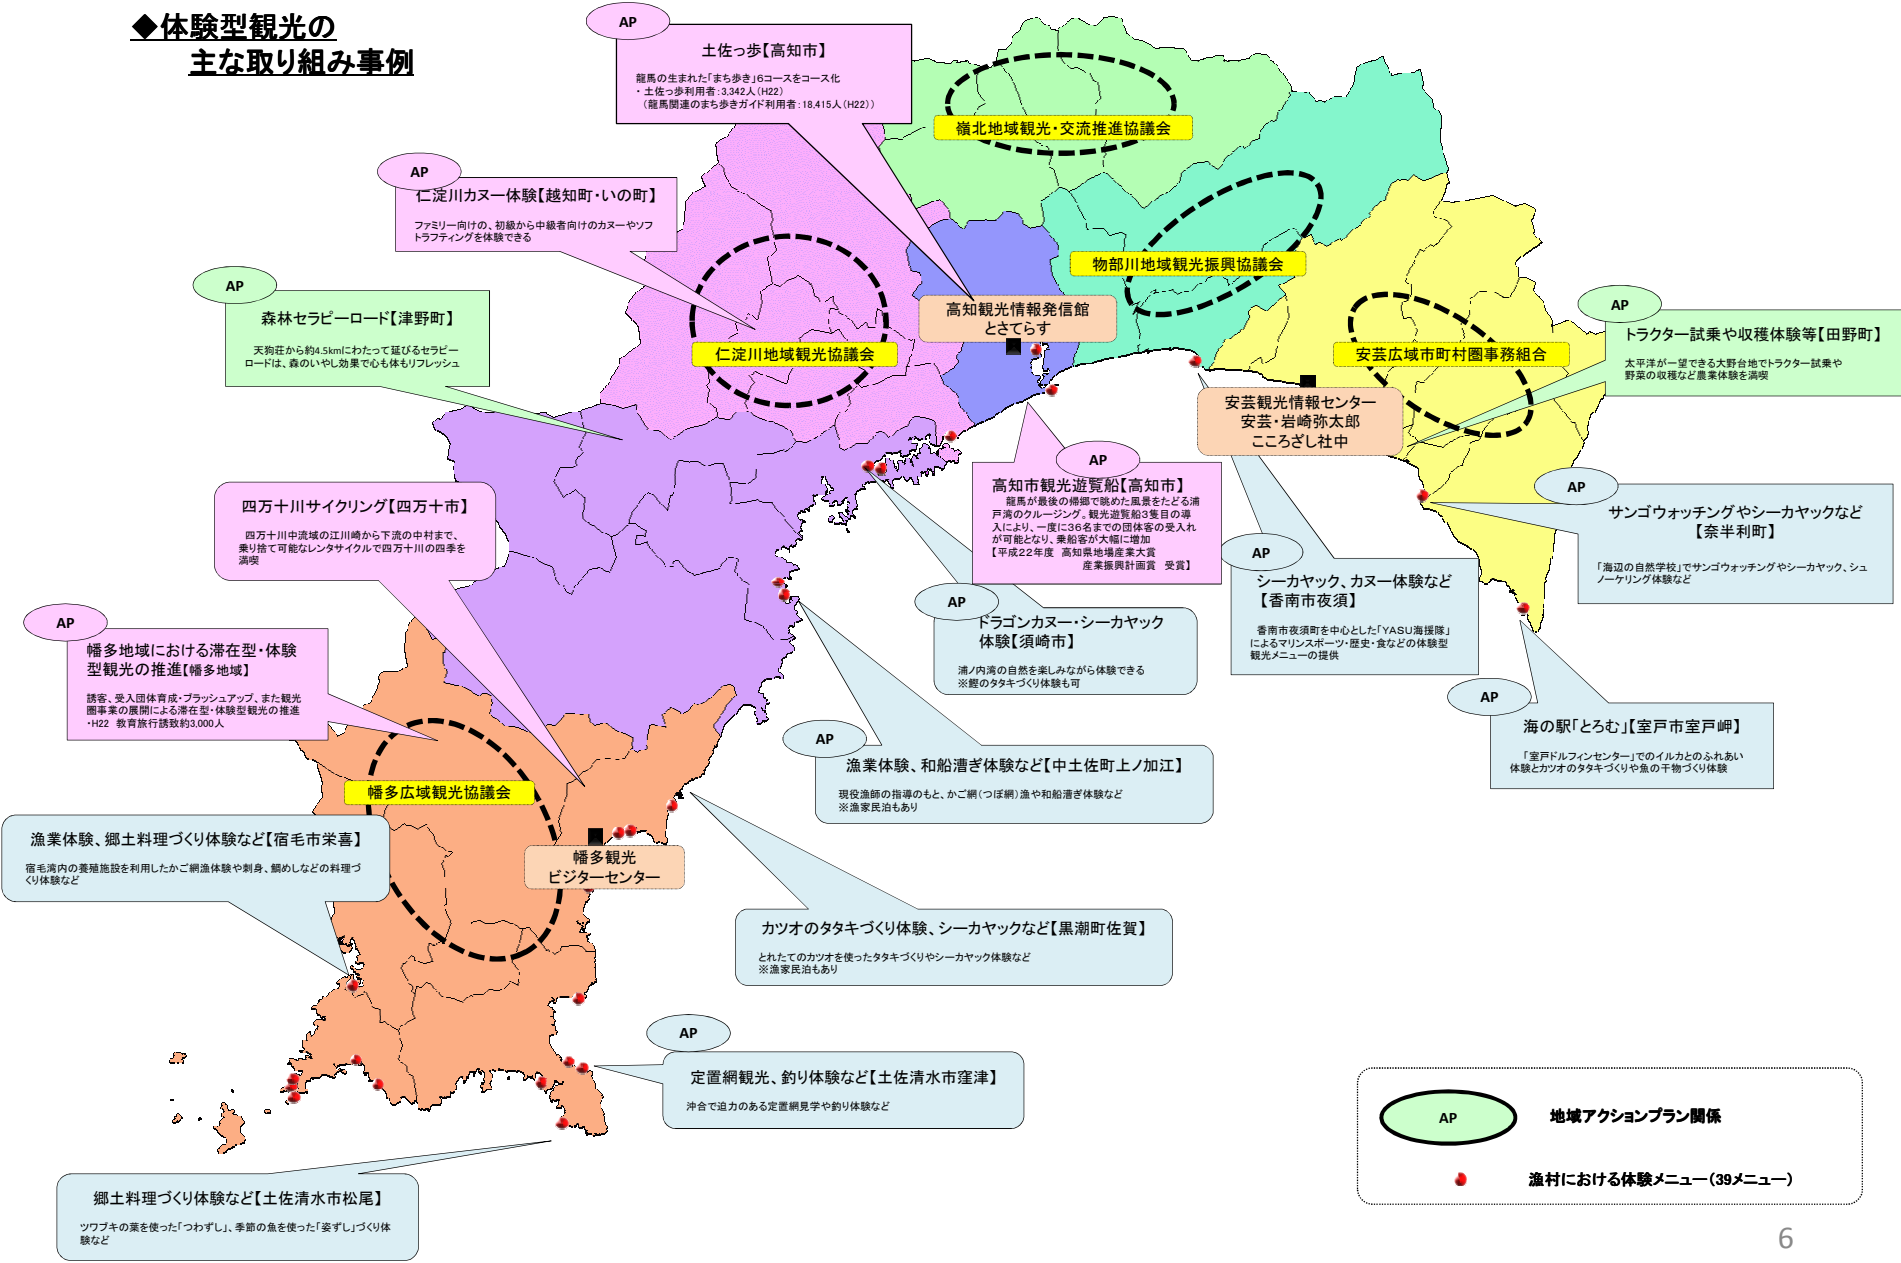 ◆体験型観光の
主な取り組み事例
AP
土佐っ歩【高知市】
龍馬の生まれた「まち歩き」６コースをコース化
・ 土佐っ歩利用者：3,342人（H22）
（龍馬関連のまち歩きガイド利用者：18,415人（H22））
嶺北地域観光・交流推進協議会
AP
仁淀川カヌー体験【越知町・いの町】
ファミリー向けの、初級から中級者向けのカヌーやソフ
トラフティングを体験できる
物部川地域観光振興協議会
AP
森林セラピーロード【津野町】
天狗荘から約4.5kmにわたって延びるセラピー
ロードは、森のいやし効果で心も体もリフレッシュ
高知観光情報発信館
とさてらす
仁淀川地域観光協議会
安芸広域市町村圏事務組合
AP
トラクター試乗や収穫体験等【田野町】
太平洋が一望できる大野台地でトラクター試乗や
野菜の収穫など農業体験を満喫
安芸観光情報センター
安芸・岩崎弥太郎
こころざし社中
AP
高知市観光遊覧船【高知市】
龍馬が最後の帰郷で眺めた風景をたどる浦
戸湾のクルージング。観光遊覧船３隻目の導
入により、一度に３６名までの団体客の受入れ
が可能となり、乗船客が大幅に増加
【平成２２年度　高知県地場産業大賞
産業振興計画賞　受賞】
AP
サンゴウォッチングやシーカヤックなど
【奈半利町】
「海辺の自然学校」でサンゴウォッチングやシーカヤック、シュ
ノーケリング体験など
四万十川サイクリング【四万十市】
四万十川中流域の江川崎から下流の中村まで、
乗り捨て可能なレンタサイクルで四万十川の四季を
満喫
AP
シーカヤック、カヌー体験など
【香南市夜須】
香南市夜須町を中心とした「YASU海援隊」
によるマリンスポーツ・歴史・食などの体験型
観光メニューの提供
AP
ドラゴンカヌー・シーカヤック
体験【須崎市】
浦ノ内湾の自然を楽しみながら体験できる
※鰹のタタキづくり体験も可
AP
幡多地域における滞在型・体験
型観光の推進【幡多地域】
誘客、受入団体育成・ブラッシュアップ、また観光
圏事業の展開による滞在型・体験型観光の推進
・H22　教育旅行誘致約3,000人
AP
海の駅「とろむ」【室戸市室戸岬】
「室戸ドルフィンセンター」でのイルカとのふれあい
体験とカツオのタタキづくりや魚の干物づくり体験
AP
漁業体験、和船漕ぎ体験など【中土佐町上ノ加江】
現役漁師の指導のもと、かご網（つぼ網）漁や和船漕ぎ体験など
※漁家民泊もあり
幡多広域観光協議会
漁業体験、郷土料理づくり体験など【宿毛市栄喜】
宿毛湾内の養殖施設を利用したかご網漁体験や刺身、鯛めしなどの料理づ
くり体験など
幡多観光
ビジターセンター
カツオのタタキづくり体験、シーカヤックなど【黒潮町佐賀】
とれたてのカツオを使ったタタキづくりやシーカヤック体験など
※漁家民泊もあり
AP
定置網観光、釣り体験など【土佐清水市窪津】
沖合で迫力のある定置網見学や釣り体験など
郷土料理づくり体験など【土佐清水市松尾】
ツワブキの葉を使った「つわずし」、季節の魚を使った「姿ずし」づくり体
験など
AP
地域アクションプラン関係
漁村における体験メニュー（39メニュー）
6